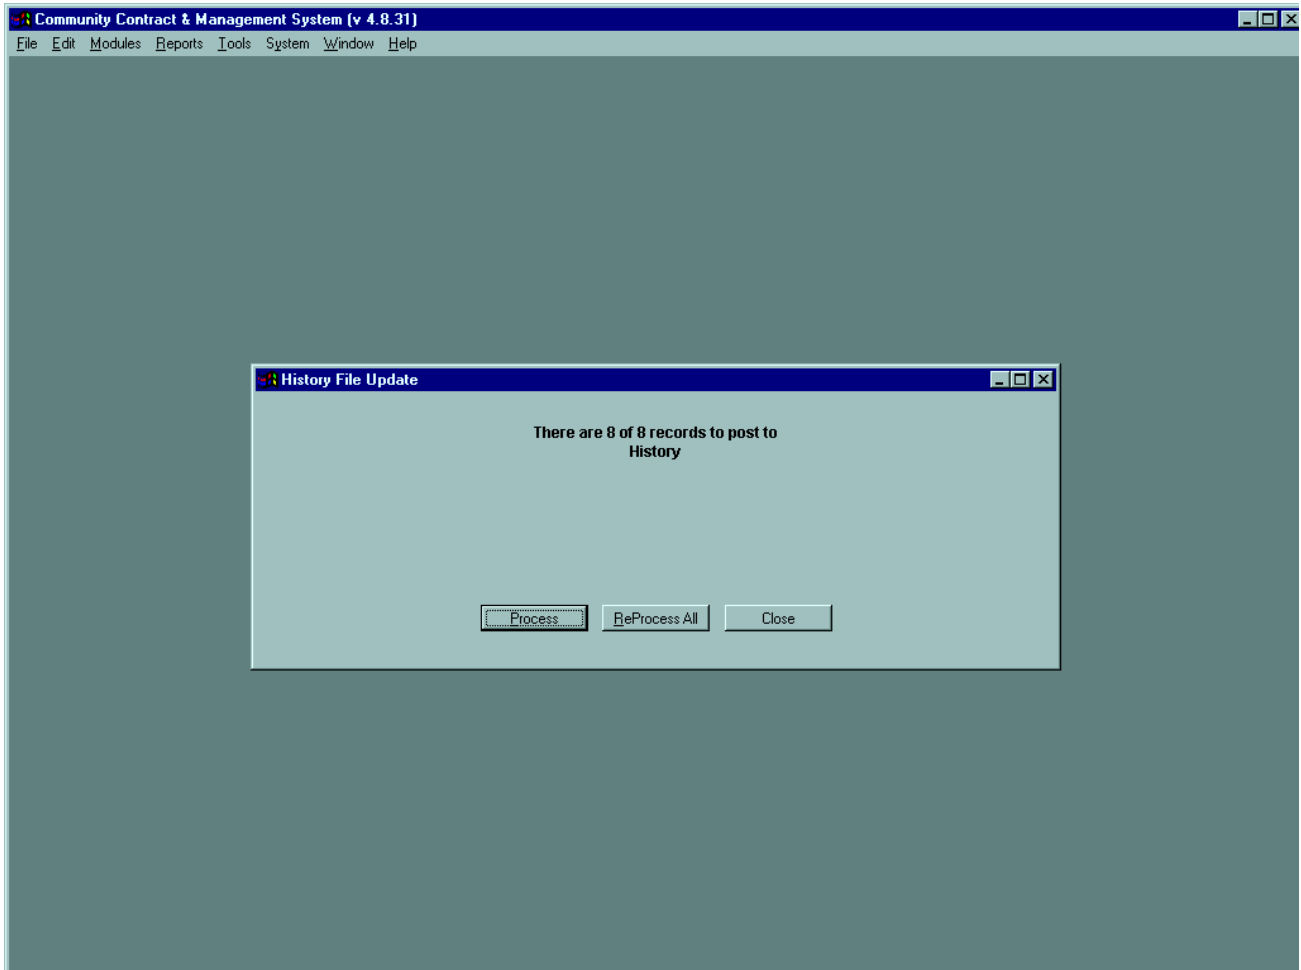 Community Contract & Management System (v 4.8.31)
File Edit Modules Reports Tools System Window Help
History File Update
There are 8 of 8 records to post to
History
Process ReProcess All Close